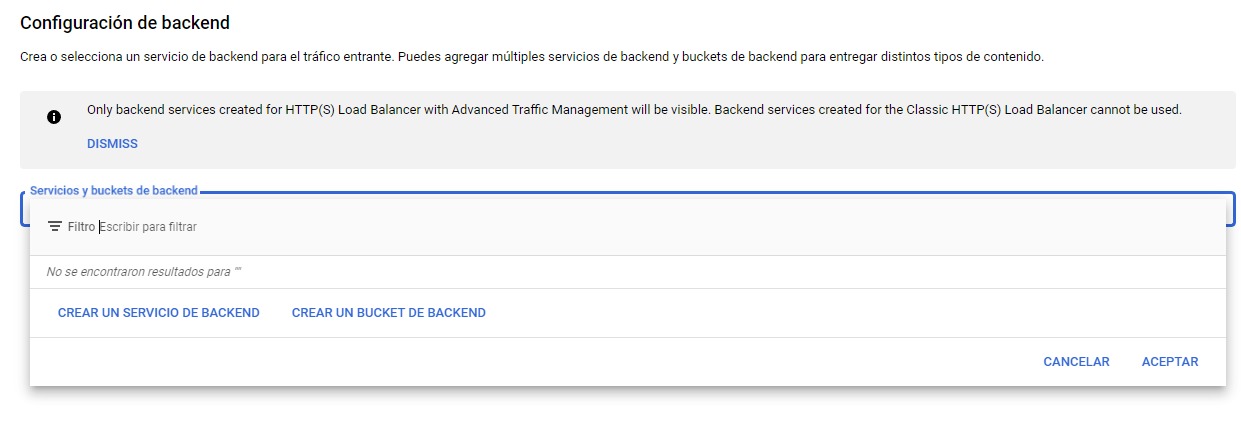 Configuración de backend
Crea o selecciona un servicio de backend para el tráfico entrante. Puedes agregar múltiples servicios de backend y buckets de backend para entregar distintos tipos de contenido.
Only backend services created for HTTP(S) Load Balancer with Advanced Traffic Management will be visible. Backend services created for the Classic HTTP(S) Load Balancer cannot be used.
DISMISS
Servicios y buckets de backend
Filtro Escribir para filtrar
No se encontraron resultados para ""
CREAR UN SERVICIO DE BACKEND CREAR UN BUCKET DE BACKEND
CANCELAR ACEPTAR